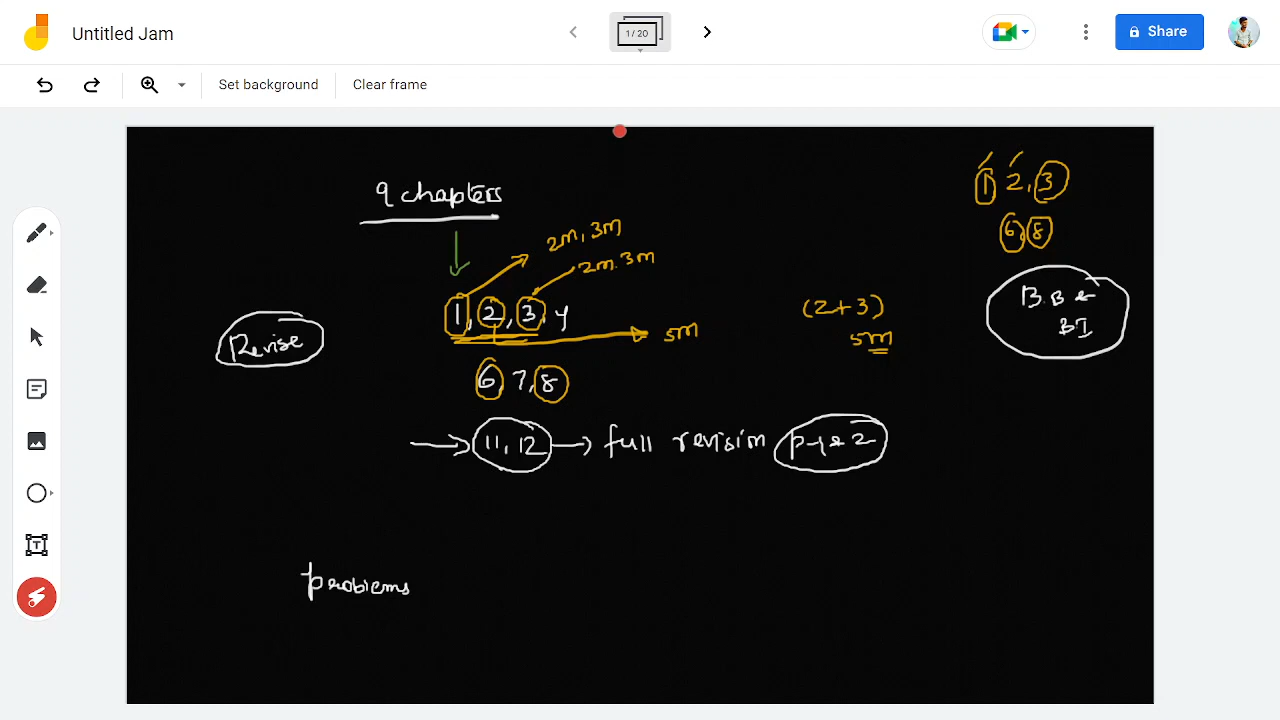 Untitled Jam
1 / 20
Share
Set background
Clear frame
9 chapters
2m, 3m
2m. 3m
1, 2, 3, 4
5m
6, 7, 8
Revise
11, 12
full revision
P-1 & 2
(2+3)
5m
1 2, 3
6, 8
B.B &
BI
problems
T